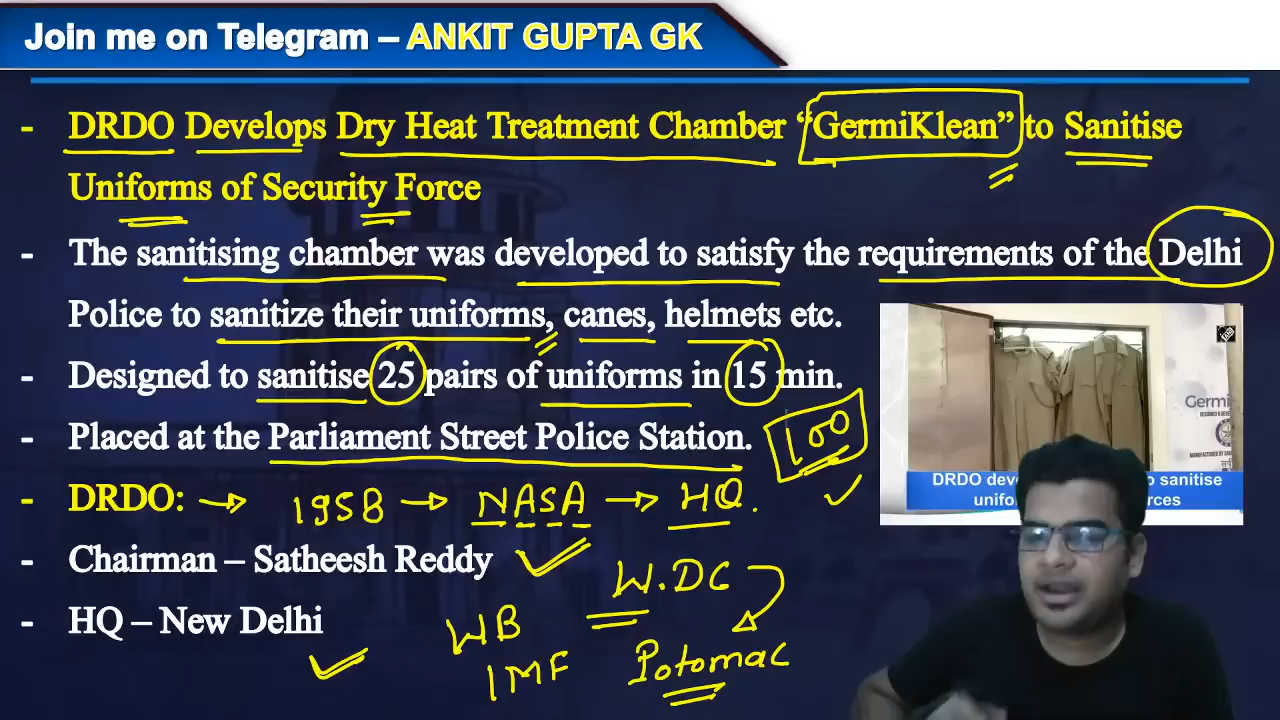 Join me on Telegram – ANKIT GUPTA GK
- DRDO Develops Dry Heat Treatment Chamber “GermiKlean” to Sanitise
Uniforms of Security Force
- The sanitising chamber was developed to satisfy the requirements of the Delhi
Police to sanitize their uniforms, canes, helmets etc.
- Designed to sanitise 25 pairs of uniforms in 15 min.
- Placed at the Parliament Street Police Station.
100
- DRDO: → 1958 → NASA → HQ.
- Chairman – Satheesh Reddy
W.DC
- HQ – New Delhi
WB
IMF
Potomac
Germi
DRDO deve to sanitise
unifo rces